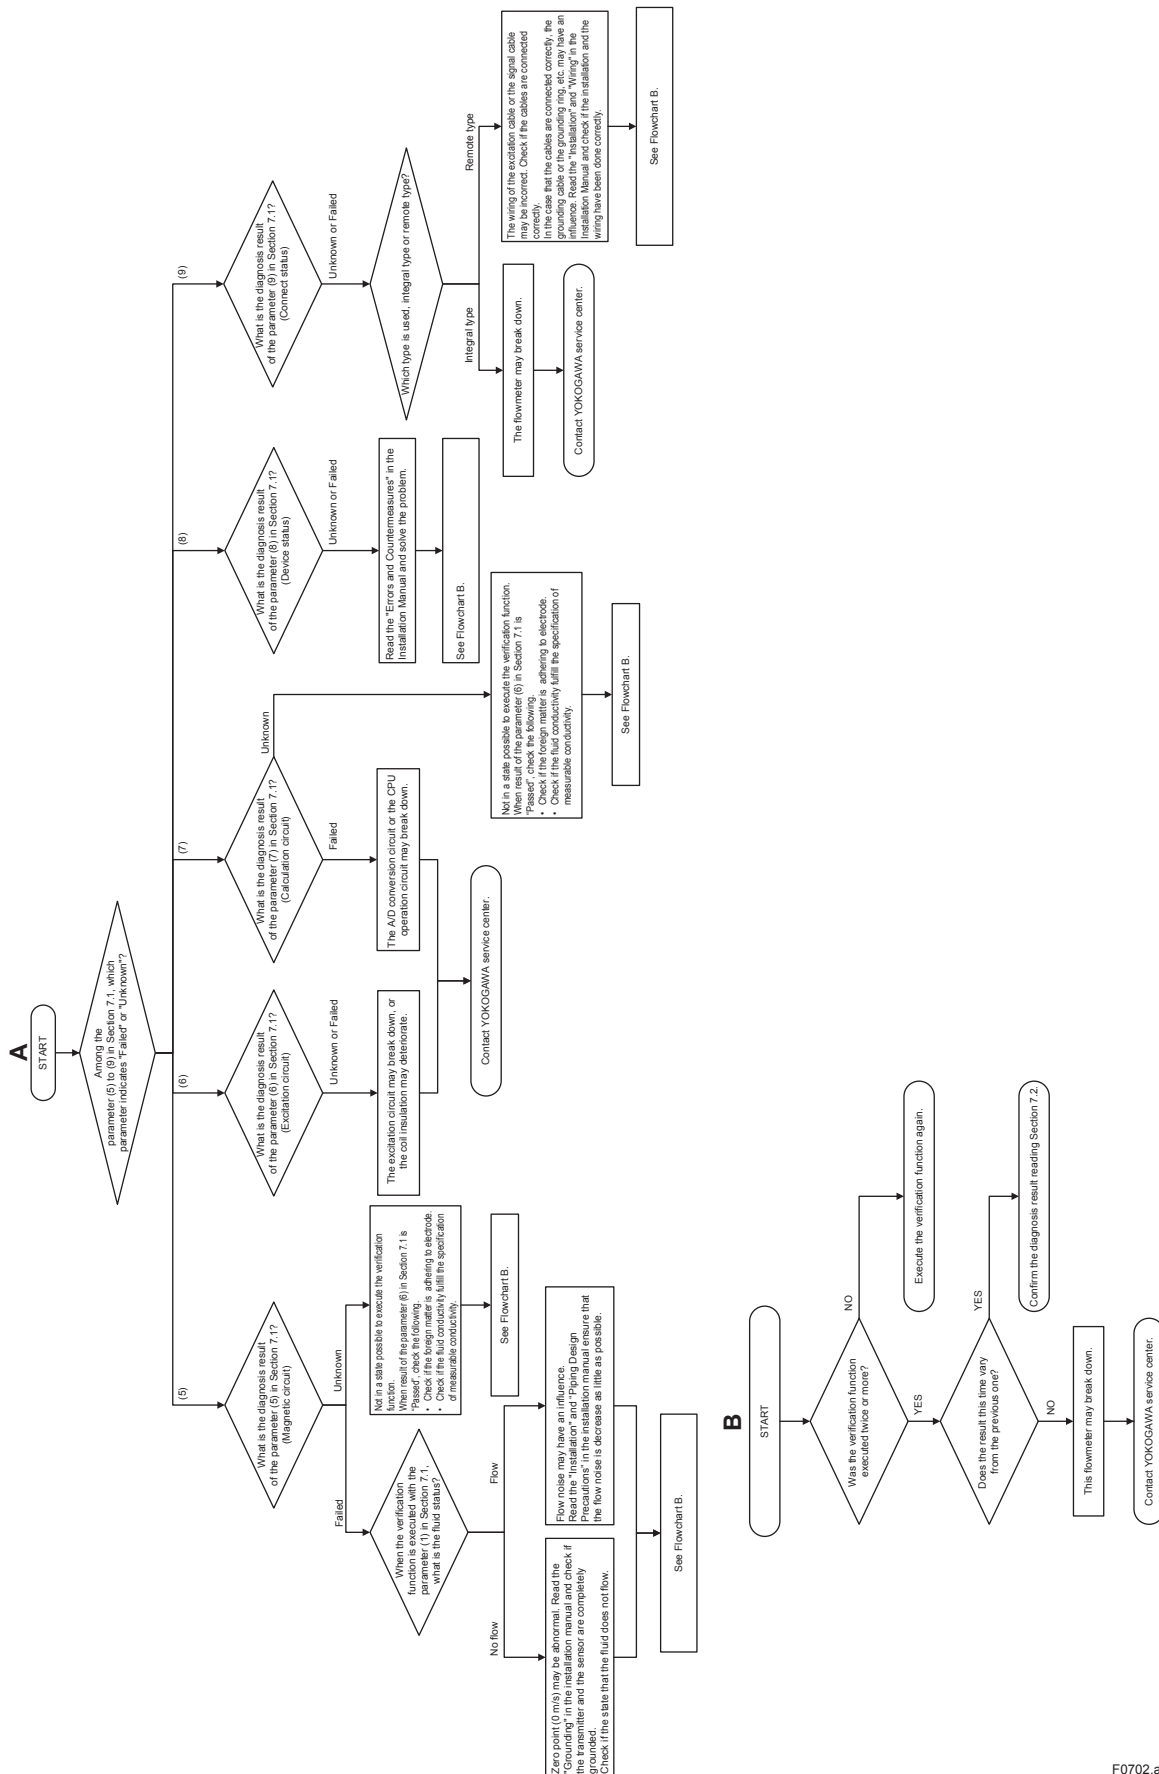 A
START
Among the
parameter (5) to (9) in Section 7.1, which
parameter indicates "Failed" or "Unknown"?
(5)
What is the diagnosis result
of the parameter (5) in Section 7.1?
(Magnetic circuit)
Failed
Unknown
When the verification
function is executed with the
parameter (1) in Section 7.1,
what is the fluid status?
No flow
Flow
Zero point (0 m/s) may be abnormal. Read the
"Grounding" in the installation manual and check if
the transmitter and the sensor are completely
grounded.
Check if the state that the fluid does not flow.
Flow noise may have an influence.
Read the "Installation" and "Piping Design
Precautions" in the installation manual ensure that
the flow noise is decrease as little as possible.
See Flowchart B.
Not in a state possible to execute the verification
function.
When result of the parameter (6) in Section 7.1 is
"Passed", check the following.
• Check if the foreign matter is adhering to electrode.
• Check if the fluid conductivity fulfill the specification
of measurable conductivity.
See Flowchart B.
(6)
What is the diagnosis result
of the parameter (6) in Section 7.1?
(Excitation circuit)
Unknown or Failed
The excitation circuit may break down, or
the coil insulation may deteriorate.
(7)
What is the diagnosis result
of the parameter (7) in Section 7.1?
(Calculation circuit)
Failed
Unknown
The A/D conversion circuit or the CPU
operation circuit may break down.
Contact YOKOGAWA service center.
Not in a state possible to execute the verification function.
When result of the parameter (6) in Section 7.1 is
"Passed", check the following.
• Check if the foreign matter is adhering to electrode.
• Check if the fluid conductivity fulfill the specification of
measurable conductivity.
See Flowchart B.
(8)
What is the diagnosis result
of the parameter (8) in Section 7.1?
(Device status)
Unknown or Failed
Read the "Errors and Countermeasures" in the
Installation Manual and solve the problem.
See Flowchart B.
(9)
What is the diagnosis result
of the parameter (9) in Section 7.1?
(Connect status)
Unknown or Failed
Which type is used, integral type or remote type?
Integral type
Remote type
The flowmeter may break down.
Contact YOKOGAWA service center.
The wiring of the excitation cable or the signal cable
may be incorrect. Check if the cables are connected
correctly.
In the case that the cables are connected correctly, the
grounding cable or the grounding ring, etc. may have an
influence. Read the "Installation" and "Wiring" in the
Installation Manual and check if the installation and the
wiring have been done correctly.
See Flowchart B.
B
START
Was the verification function
executed twice or more?
NO
YES
Execute the verification function again.
Does the result this time vary
from the previous one?
YES
NO
Confirm the diagnosis result reading Section 7.2.
This flowmeter may break down.
Contact YOKOGAWA service center.
F0702.a